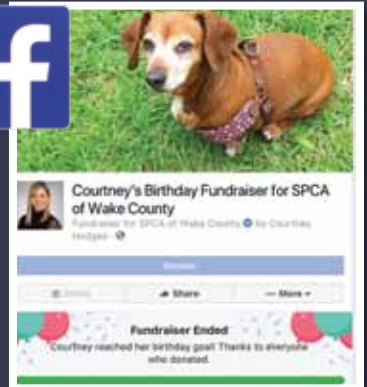 f
Courtney's Birthday Fundraiser for SPCA
of Wake County
Fundraiser for SPCA of Wake County by Courtney
Hodges
Donate
Share
More
Fundraiser Ended
Courtney reached her birthday goal! Thanks to everyone
who donated.